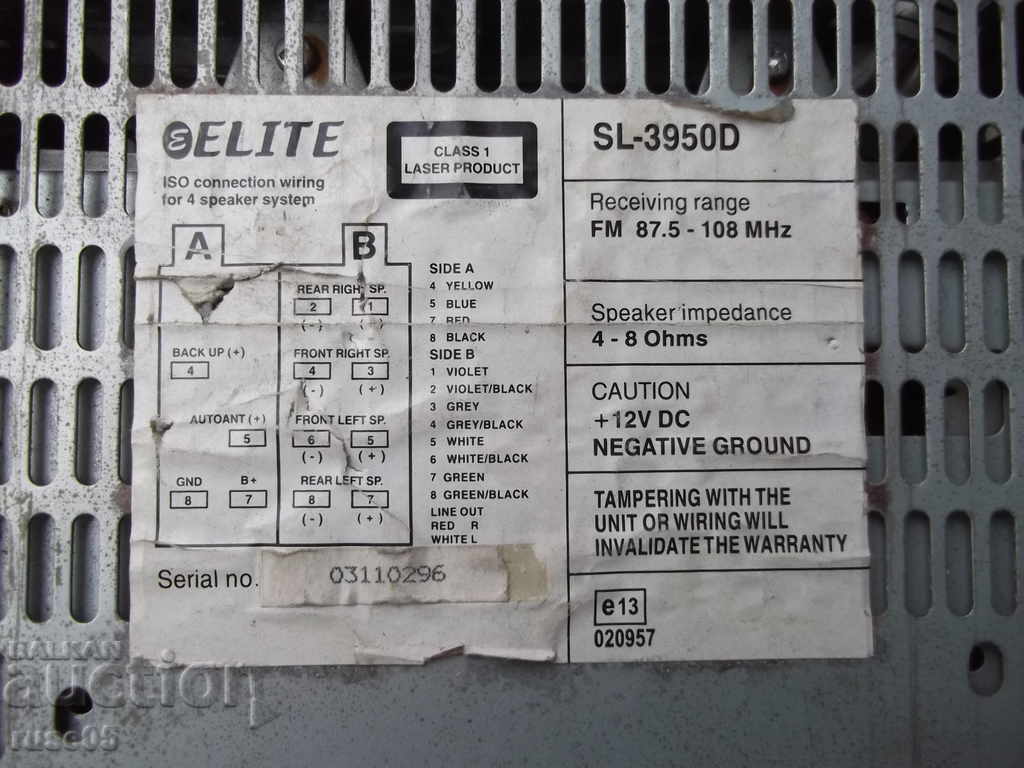 ELITE
ISO connection wiring
for 4 speaker system
CLASS 1
LASER PRODUCT
A B
REAR RIGHT SP.
2 1
(-) (+)
BACK UP (+)
4
FRONT RIGHT SP.
4 3
(-) (+)
AUTOANT (+)
5
FRONT LEFT SP.
6 5
(-) (+)
GND B+
8 7
REAR LEFT SP.
8 7
(-) (+)
SIDE A
4 YELLOW
5 BLUE
7 RED
8 BLACK
SIDE B
1 VIOLET
2 VIOLET/BLACK
3 GREY
4 GREY/BLACK
5 WHITE
6 WHITE/BLACK
7 GREEN
8 GREEN/BLACK
LINE OUT
RED R
WHITE L
Serial no. 03110296
SL-3950D
Receiving range
FM 87.5 - 108 MHz
Speaker impedance
4 - 8 Ohms
CAUTION
+12V DC
NEGATIVE GROUND
TAMPERING WITH THE
UNIT OR WIRING WILL
INVALIDATE THE WARRANTY
e13
020957
BALKAN
auction
ruse05